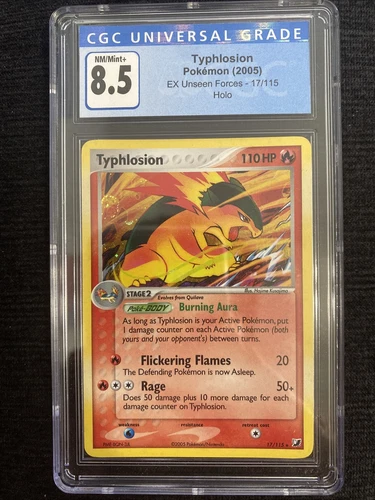 CGC UNIVERSAL GRADE
NM/Mint+
8.5
Typhlosion
Pokémon (2005)
EX Unseen Forces - 17/115
Holo
Typhlosion 110 HP
Illus. Hajime Kusajima
STAGE 2 Evolves from Quilava
Poké-BODY Burning Aura
As long as Typhlosion is your Active Pokémon, put
1 damage counter on each Active Pokémon (both
yours and your opponent's) between turns.
Flickering Flames 20
The Defending Pokémon is now Asleep.
Rage 50+
Does 50 damage plus 10 more damage for each
damage counter on Typhlosion.
weakness resistance retreat cost
©2005 Pokémon/Nintendo. 17/115